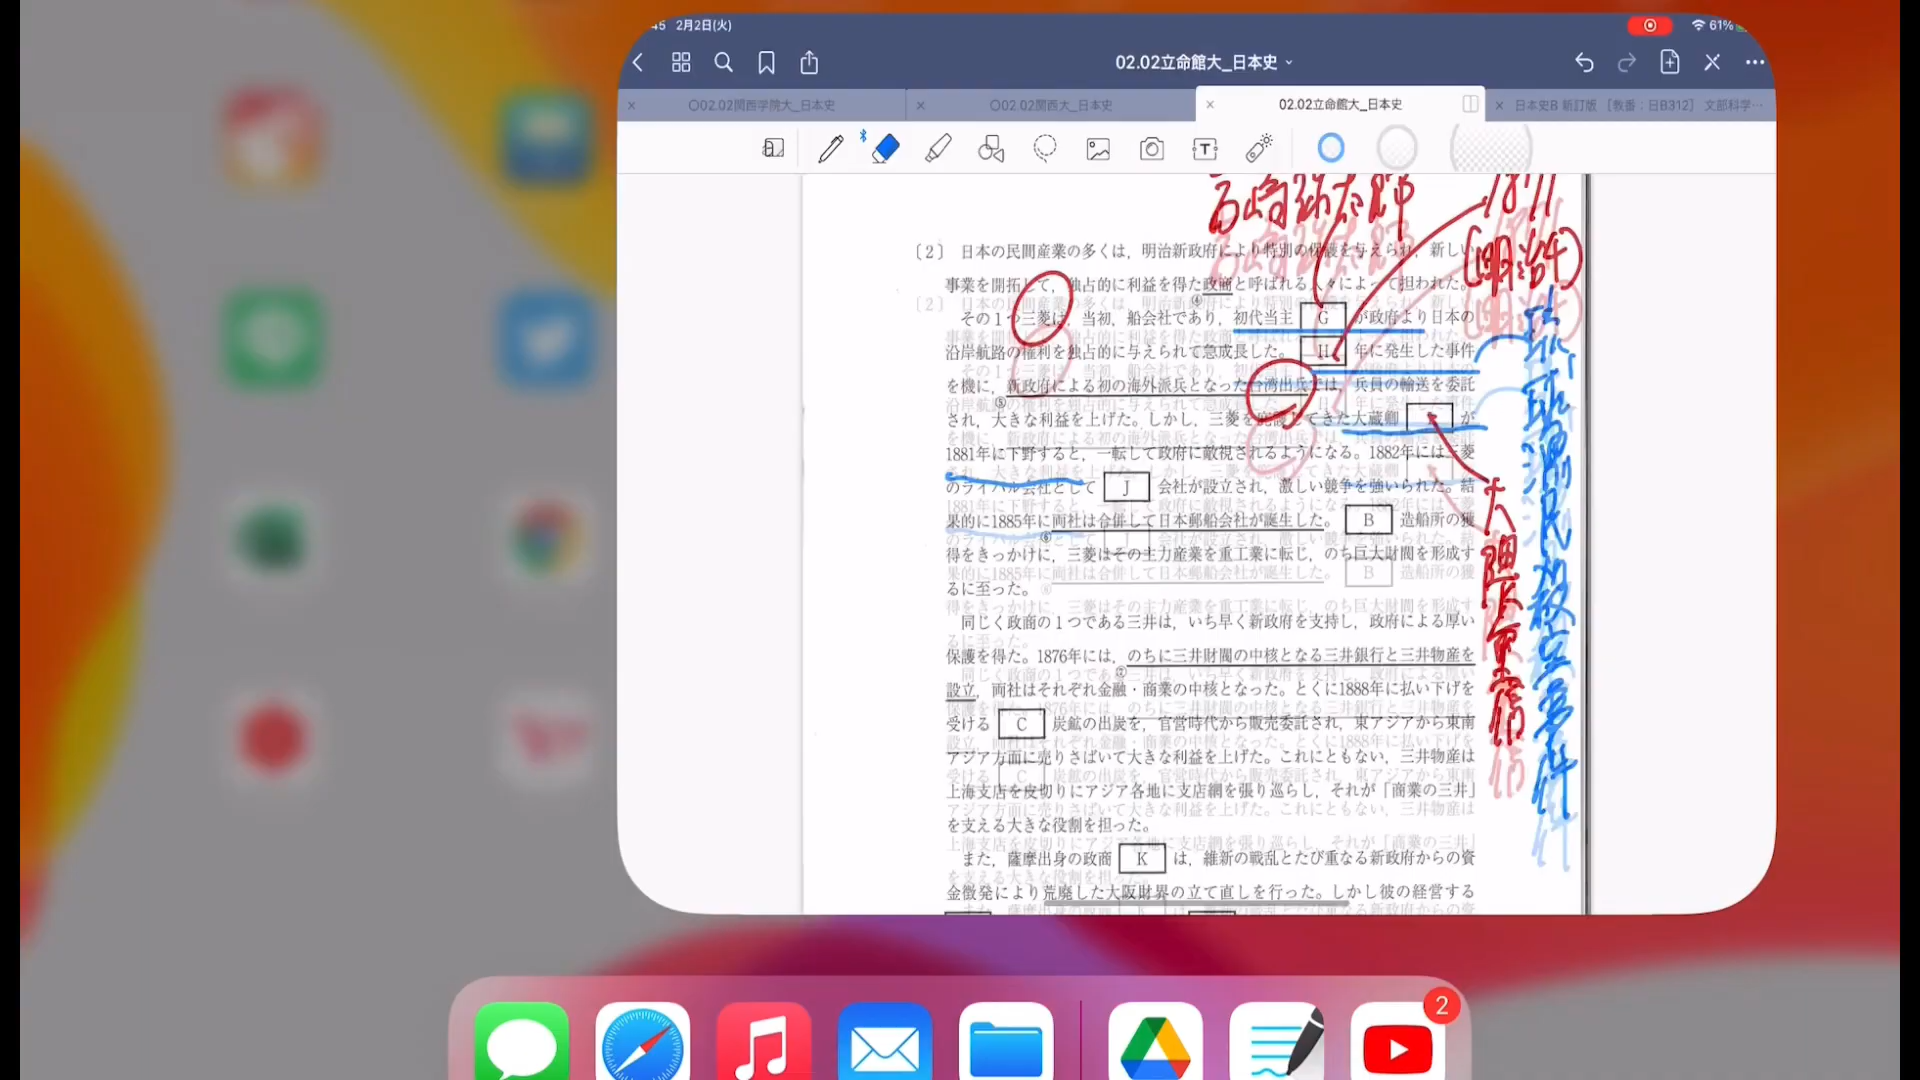 45 2月2日(火)
61%
02.02立命館大_日本史
〇02.02関西学院大_日本史
〇02.02関西大_日本史
02.02立命館大_日本史
日本史B 新訂版 [教番:日B312] 文部科学…
岩崎弥太郎
1871
(明治4)
〔2〕 日本の民間産業の多くは,明治新政府により特別の保護を与えられ,新しい
事業を開拓して,独占的に利益を得た政商と呼ばれる人々によって担われた。
④
その1つ三菱は,当初,船会社であり,初代当主 G が政府より日本の
沿岸航路の権利を独占的に与えられて急成長した。 H 年に発生した事件
を機に,新政府による初の海外派兵となった台湾出兵では,兵員の輸送を委託
⑤
され,大きな利益を上げた。しかし,三菱を庇護してきた大蔵卿 が
1881年に下野すると,一転して政府に敵視されるようになる。1882年には三菱
のライバル会社として J 会社が設立され,激しい競争を強いられた。結
果的に1885年に両社は合併して日本郵船会社が誕生した。 B 造船所の獲
⑥
得をきっかけに,三菱はその主力産業を重工業に転じ,のち巨大財閥を形成す
るに至った。
同じく政商の1つである三井は,いち早く新政府を支持し,政府による厚い
保護を得た。1876年には,のちに三井財閥の中核となる三井銀行と三井物産を
⑦
設立,両社はそれぞれ金融・商業の中核となった。とくに1888年に払い下げを
受ける C 炭鉱の出炭を,官営時代から販売委託され,東アジアから東南
アジア方面に売りさばいて大きな利益を上げた。これにともない,三井物産は
上海支店を皮切りにアジア各地に支店網を張り巡らし,それが「商業の三井」
を支える大きな役割を担った。
また,薩摩出身の政商 K は,維新の戦乱とたび重なる新政府からの資
金徴発により荒廃した大阪財界の立て直しを行った。しかし彼の経営する
大隈重信
琉球漂流民殺害事件
2